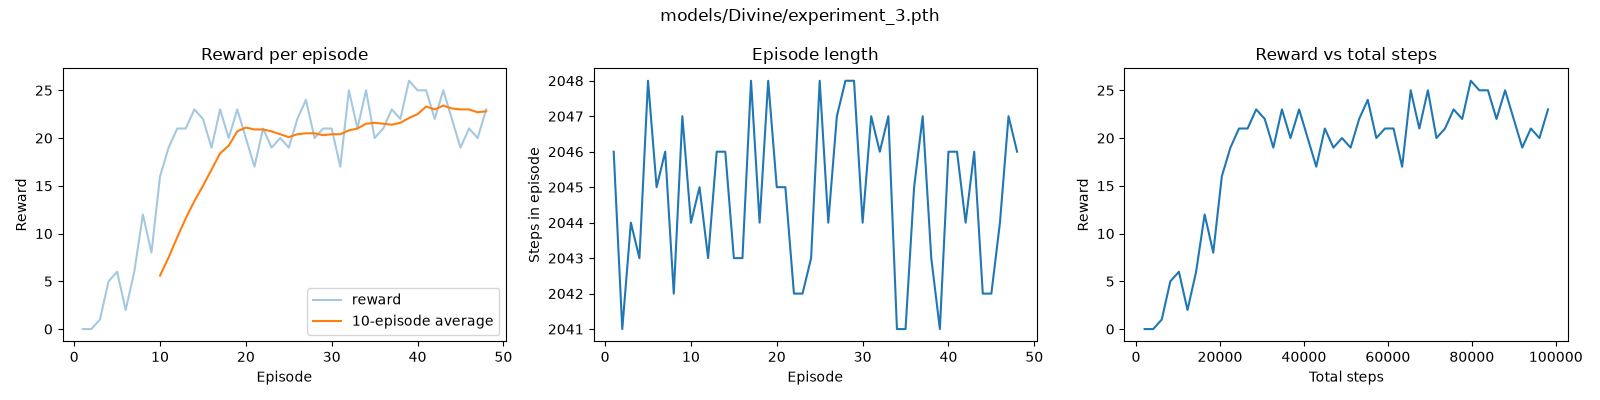 models/Divine/experiment_3.pth
Reward per episode
Reward
25
20
15
10
5
0
0 10 20 30 40 50
Episode
reward
10-episode average
Episode length
Steps in episode
2048
2047
2046
2045
2044
2043
2042
2041
0 10 20 30 40 50
Episode
Reward vs total steps
Reward
25
20
15
10
5
0
0 20000 40000 60000 80000 100000
Total steps